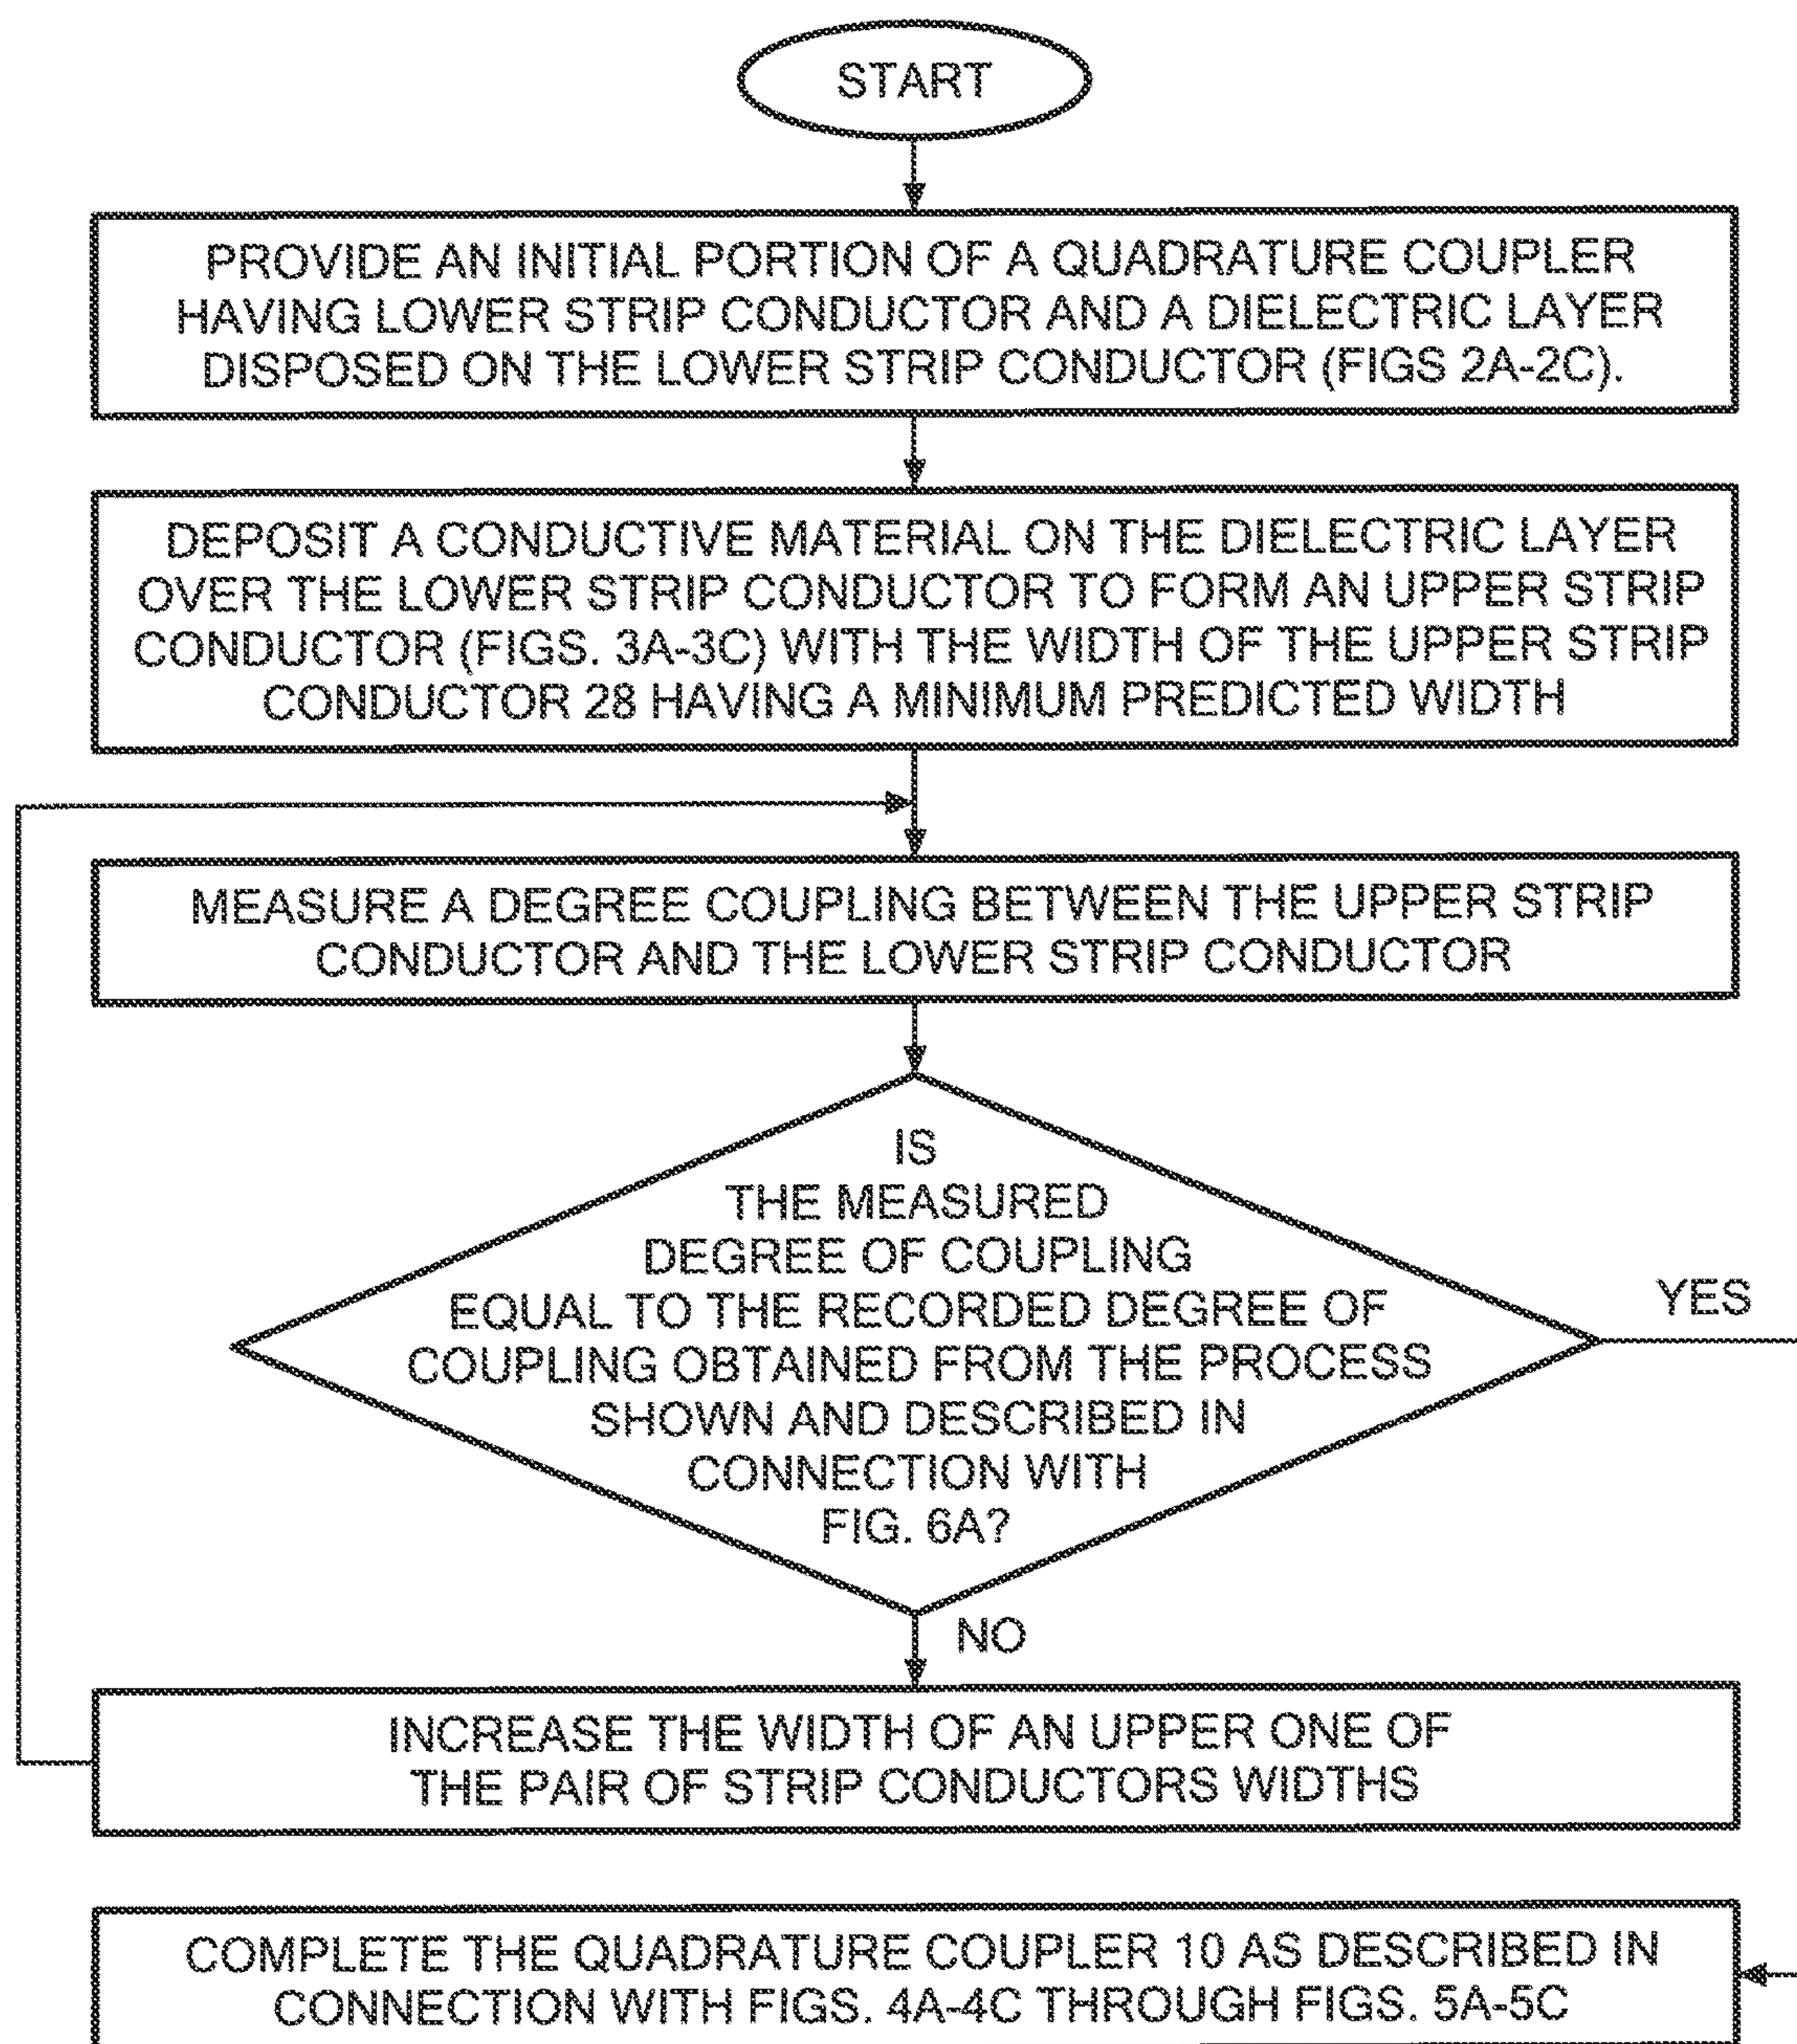 START
PROVIDE AN INITIAL PORTION OF A QUADRATURE COUPLER
HAVING LOWER STRIP CONDUCTOR AND A DIELECTRIC LAYER
DISPOSED ON THE LOWER STRIP CONDUCTOR (FIGS 2A-2C).
DEPOSIT A CONDUCTIVE MATERIAL ON THE DIELECTRIC LAYER
OVER THE LOWER STRIP CONDUCTOR TO FORM AN UPPER STRIP
CONDUCTOR (FIGS. 3A-3C) WITH THE WIDTH OF THE UPPER STRIP
CONDUCTOR 28 HAVING A MINIMUM PREDICTED WIDTH
MEASURE A DEGREE COUPLING BETWEEN THE UPPER STRIP
CONDUCTOR AND THE LOWER STRIP CONDUCTOR
IS
THE MEASURED
DEGREE OF COUPLING
EQUAL TO THE RECORDED DEGREE OF
COUPLING OBTAINED FROM THE PROCESS
SHOWN AND DESCRIBED IN
CONNECTION WITH
FIG. 6A?
YES
NO
INCREASE THE WIDTH OF AN UPPER ONE OF
THE PAIR OF STRIP CONDUCTORS WIDTHS
COMPLETE THE QUADRATURE COUPLER 10 AS DESCRIBED IN
CONNECTION WITH FIGS. 4A-4C THROUGH FIGS. 5A-5C